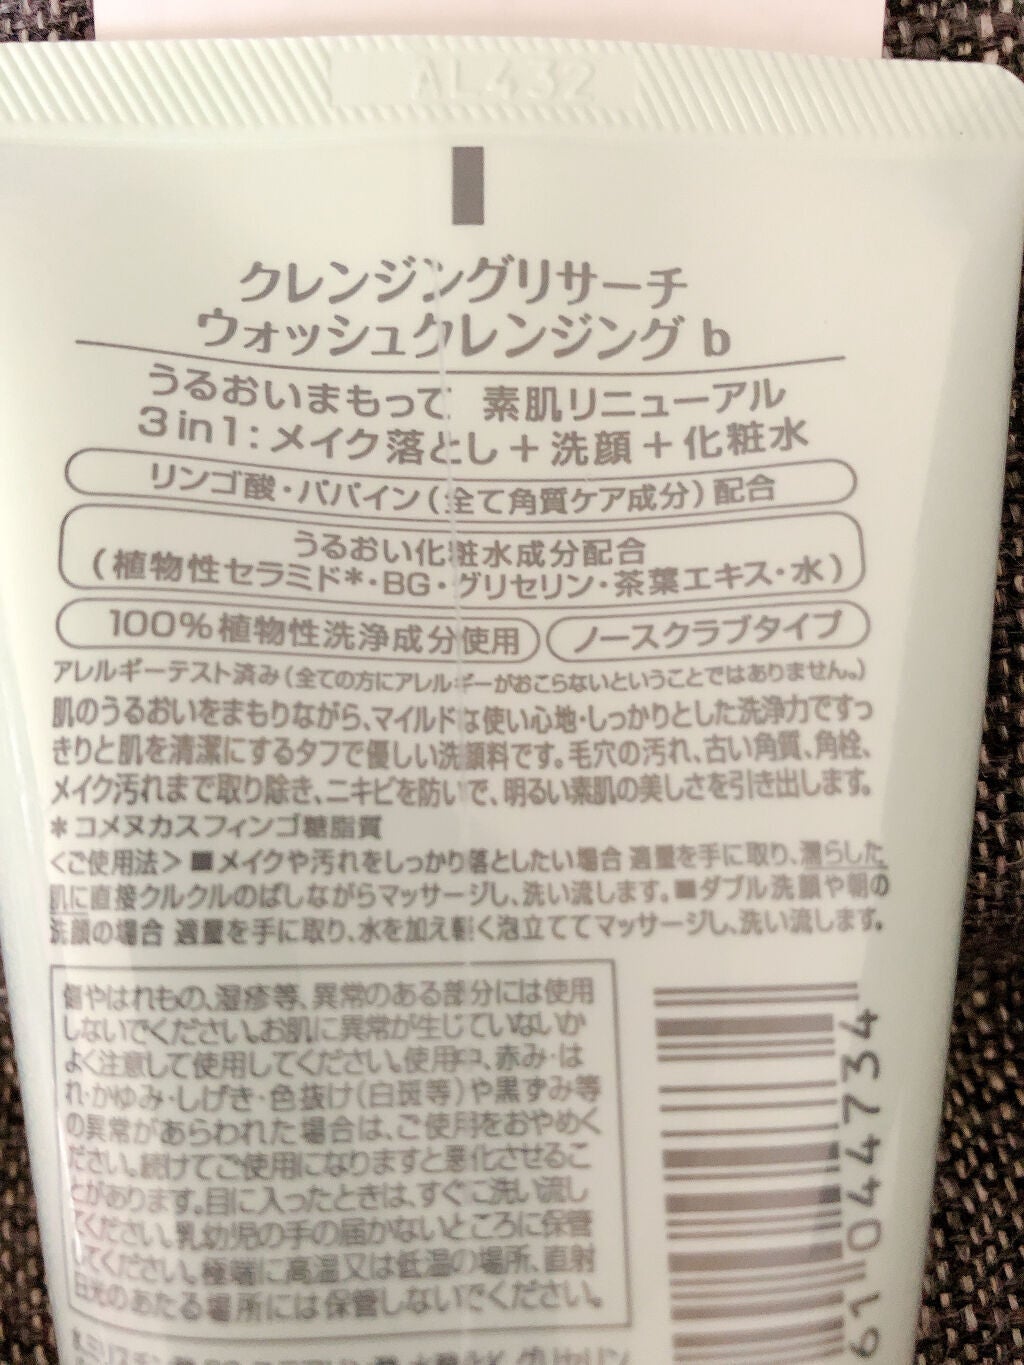 AL432
クレンジングリサーチ
ウォッシュクレンジング b
うるおいまもって 素肌リニューアル
3in1:メイク落とし+洗顔+化粧水
リンゴ酸・パパイン(全て角質ケア成分)配合
うるおい化粧水成分配合
(植物性セラミド*・BG・グリセリン・茶葉エキス・水)
100%植物性洗浄成分使用 ノースクラブタイプ
アレルギーテスト済み(全ての方にアレルギーがおこらないということではありません。)
肌のうるおいをまもりながら、マイルドな使い心地・しっかりとした洗浄力ですっ
きりと肌を清潔にするタフで優しい洗顔料です。毛穴の汚れ、古い角質、角栓、
メイク汚れまで取り除き、ニキビを防いで、明るい素肌の美しさを引き出します。
*コメヌカスフィンゴ糖脂質
<ご使用法>■メイクや汚れをしっかり落としたい場合 適量を手に取り、濡らした
肌に直接クルクルのばしながらマッサージし、洗い流します。■ダブル洗顔や朝の
洗顔の場合 適量を手に取り、水を加え軽く泡立ててマッサージし、洗い流します。
傷やはれもの、湿疹等、異常のある部分には使用
しないでください。お肌に異常が生じていないか
よく注意して使用してください。使用中、赤み・は
れ・かゆみ・しげき・色抜け(白斑等)や黒ずみ等
の異常があらわれた場合は、ご使用をおやめく
ださい。続けてご使用になりますと悪化させるこ
とがあります。目に入ったときは、すぐに洗い流し
てください。乳幼児の手の届かないところに保管
してください。極端に高温又は低温の場所、直射
日光のあたる場所には保管しないでください。